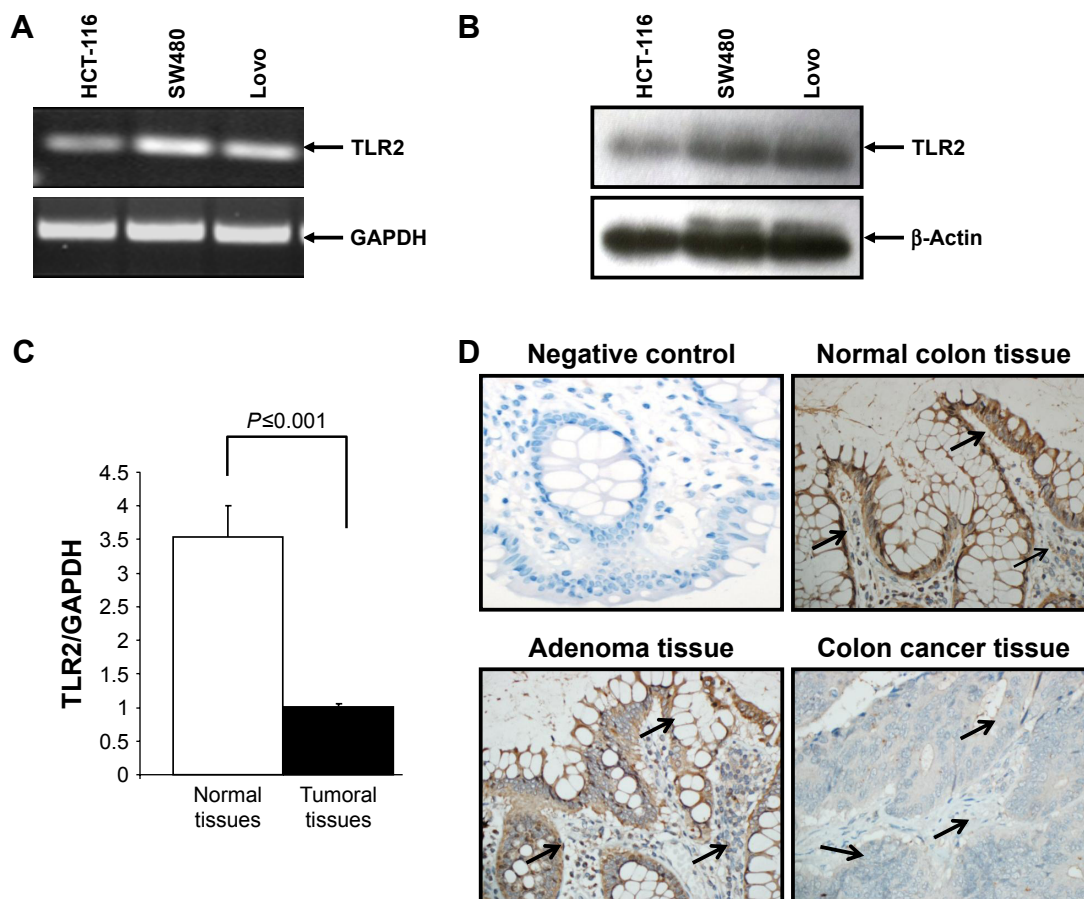 A
HCT-116
SW480
Lovo
TLR2
GAPDH
B
HCT-116
SW480
Lovo
TLR2
β-Actin
C
P≤0.001
TLR2/GAPDH
4.5
4
3.5
3
2.5
2
1.5
1
0.5
0
Normal
tissues
Tumoral
tissues
D
Negative control
Normal colon tissue
Adenoma tissue
Colon cancer tissue